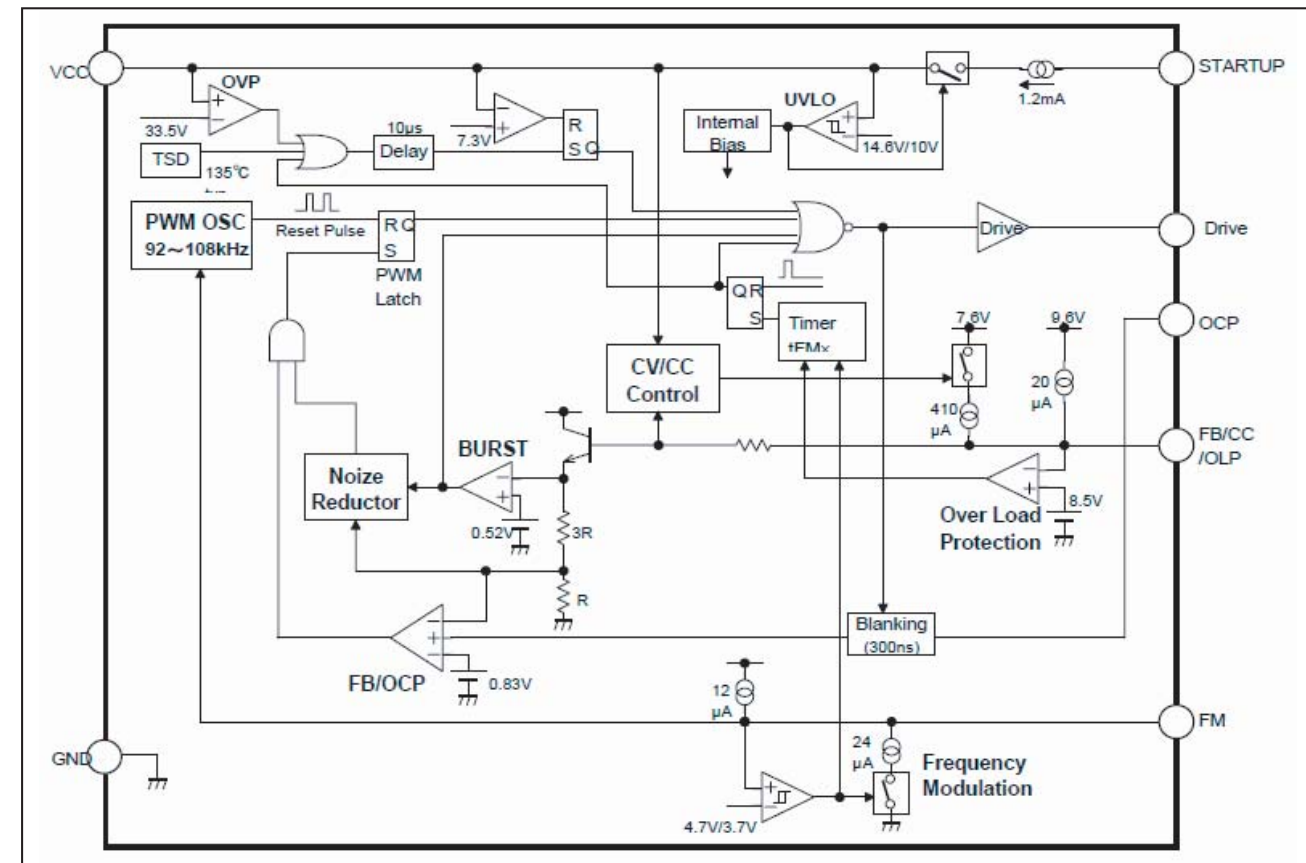 VCC
OVP
33.5V
TSD
135℃
10µs
Delay
7.3V
R
S Q
UVLO
Internal
Bias
14.6V/10V
1.2mA
STARTUP
PWM OSC
92～108kHz
Reset Pulse
R Q
S
PWM
Latch
Drive
Drive
Q R
S
Timer
7.6V
9.6V
OCP
CV/CC
Control
20
µA
410
µA
FB/CC
/OLP
BURST
Noize
Reductor
0.52V
3R
8.5V
Over Load
Protection
R
Blanking
(300ns)
FB/OCP
0.83V
12
µA
FM
GND
24
µA
Frequency
Modulation
4.7V/3.7V